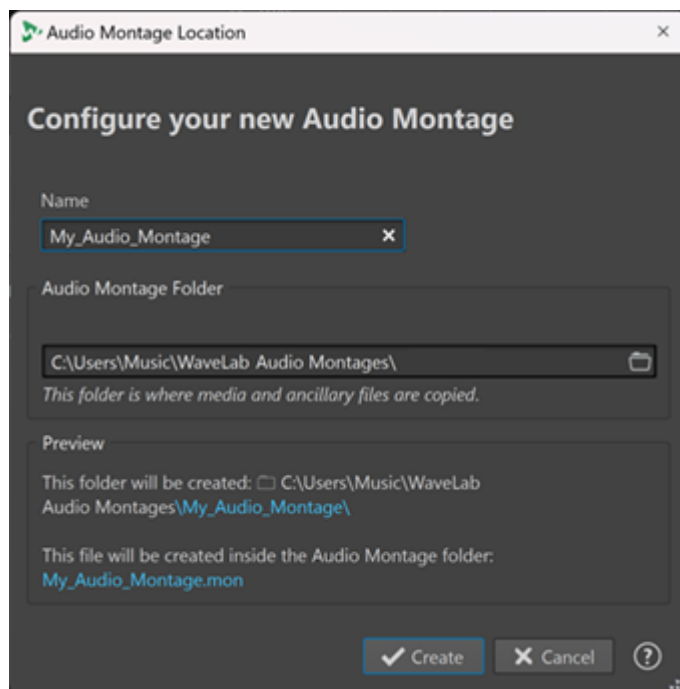 Audio Montage Location
Configure your new Audio Montage
Name
My_Audio_Montage
Audio Montage Folder
C:\Users\Music\WaveLab Audio Montages\
This folder is where media and ancillary files are copied.
Preview
This folder will be created: C:\Users\Music\WaveLab
Audio Montages\My_Audio_Montage\
This file will be created inside the Audio Montage folder:
My_Audio_Montage.mon
Create Cancel ?